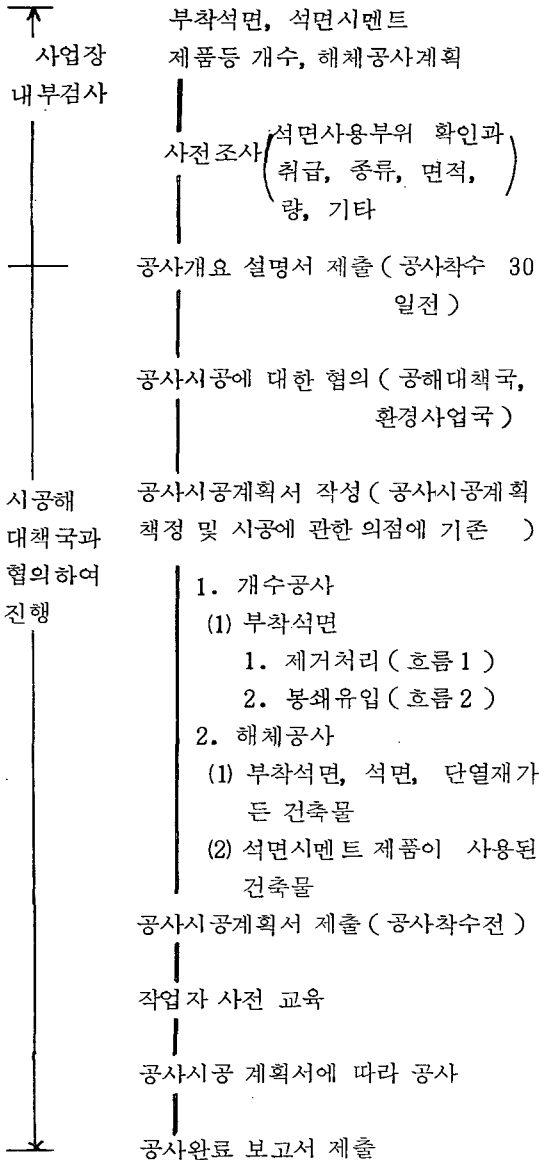 부착석면, 석면시멘트
제품등 개수, 해체공사계획
사업장
내부검사
사전조사(석면사용부위 확인과
취급, 종류, 면적,
량, 기타)
공사개요 설명서 제출 ( 공사착수 30
일전 )
공사시공에 대한 협의 ( 공해대책국,
환경사업국 )
시공해
대책국과
협의하여
진행
공사시공계획서 작성 ( 공사시공계획
책정 및 시공에 관한 의점에 기존 )
1. 개수공사
(1) 부착석면
1. 제거처리 ( 흐름 1 )
2. 봉쇄유입 ( 흐름 2 )
2. 해체공사
(1) 부착석면, 석면, 단열재가
든 건축물
(2) 석면시멘트 제품이 사용된
건축물
공사시공계획서 제출 ( 공사착수전 )
작업자 사전 교육
공사시공 계획서에 따라 공사
공사완료 보고서 제출